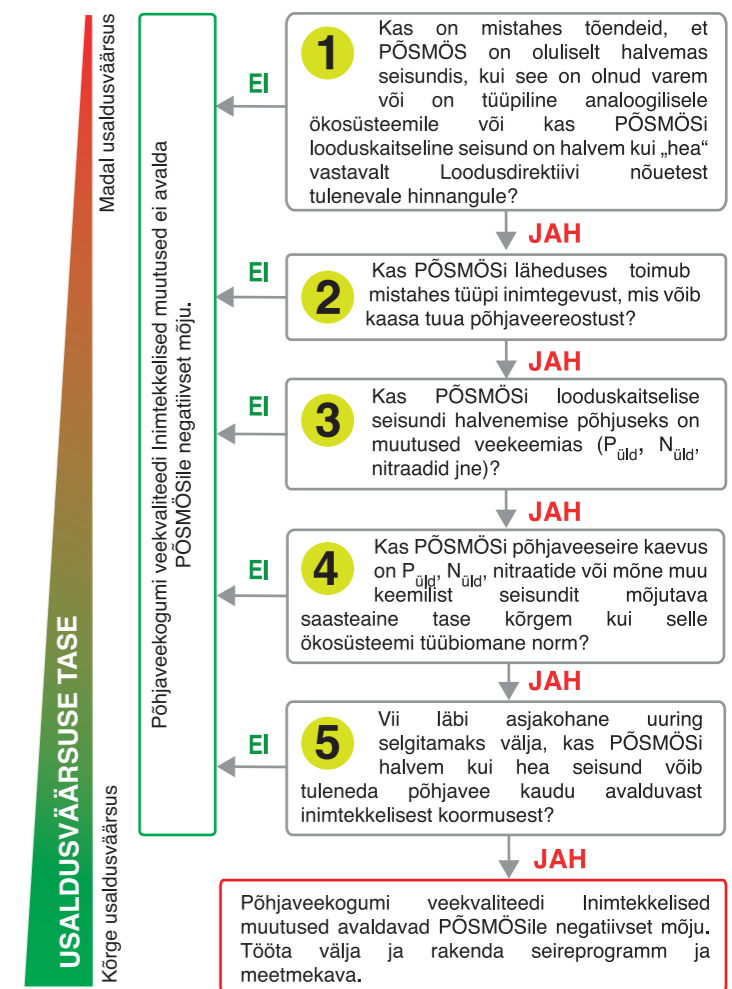 Madal usaldusväärsus
USALDUSVÄÄRSUSE TASE
Kõrge usaldusväärsus
Põhjaveekogumi veekvaliteedi Inimtekkelised muutused ei avalda
PÕSMÖSile negatiivset mõju.
1
Kas on mistahes tõendeid, et
PÕSMÖS on oluliselt halvemas
seisundis, kui see on olnud varem
või on tüüpiline analoogilisele
ökosüsteemile või kas PÕSMÖSi
looduskaitseline seisund on halvem kui „hea“
vastavalt Loodusdirektiivi nõuetest
tulenevale hinnangule?
EI
JAH
2
Kas PÕSMÖSi läheduses toimub
mistahes tüüpi inimtegevust, mis võib
kaasa tuua põhjaveereostust?
EI
JAH
3
Kas PÕSMÖSi looduskaitselise
seisundi halvenemise põhjuseks on
muutused veekeemias (Püld, Nüld,
nitraadid jne)?
EI
JAH
4
Kas PÕSMÖSi põhjaveeseire kaevus
on Püld, Nüld, nitraatide või mõne muu
keemilist seisundit mõjutava
saasteaine tase kõrgem kui selle
ökosüsteemi tüübiomane norm?
EI
JAH
5
Vii läbi asjakohane uuring
selgitamaks välja, kas PÕSMÖSi
halvem kui hea seisund võib
tuleneda põhjavee kaudu avalduvast
inimtekkelisest koormusest?
EI
JAH
Põhjaveekogumi veekvaliteedi Inimtekkelised
muutused avaldavad PÕSMÖSile negatiivset mõju.
Tööta välja ja rakenda seireprogramm ja
meetmekava.